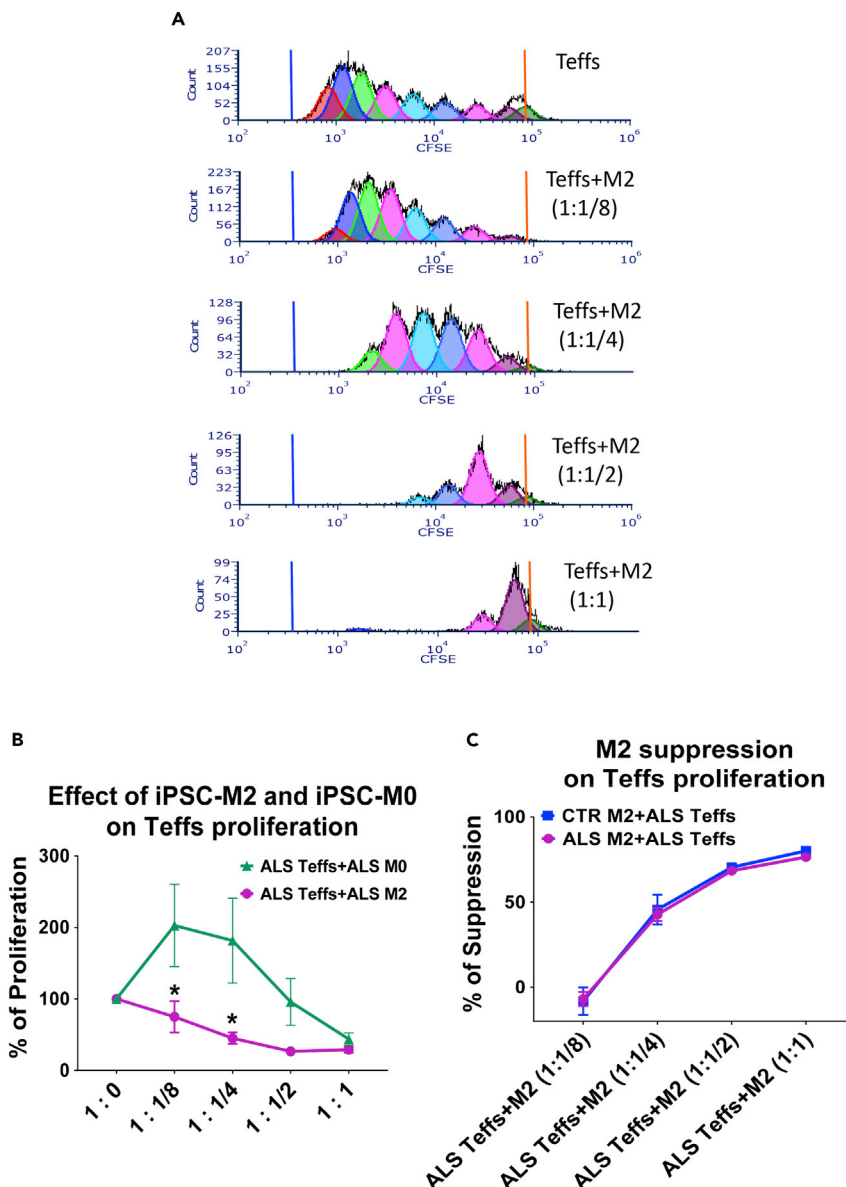 A
Teffs
207
155
104
52
0
Count
10² 10³ 10⁴ 10⁵ 10⁶
CFSE
Teffs+M2
(1:1/8)
223
167
112
56
0
Count
10² 10³ 10⁴ 10⁵ 10⁶
CFSE
Teffs+M2
(1:1/4)
128
96
64
32
0
Count
10² 10³ 10⁴ 10⁵
CFSE
Teffs+M2
(1:1/2)
126
95
63
31
0
Count
10² 10³ 10⁴ 10⁵ 10⁶
CFSE
Teffs+M2
(1:1)
99
74
50
25
0
Count
10² 10³ 10⁴ 10⁵
CFSE
B
Effect of iPSC-M2 and iPSC-M0
on Teffs proliferation
ALS Teffs+ALS M0
ALS Teffs+ALS M2
% of Proliferation
300
200
100
0
*
*
1 : 0
1 : 1/8
1 : 1/4
1 : 1/2
1 : 1
C
M2 suppression
on Teffs proliferation
CTR M2+ALS Teffs
ALS M2+ALS Teffs
% of Suppression
100
50
0
ALS Teffs+M2 (1:1/8)
ALS Teffs+M2 (1:1/4)
ALS Teffs+M2 (1:1/2)
ALS Teffs+M2 (1:1)